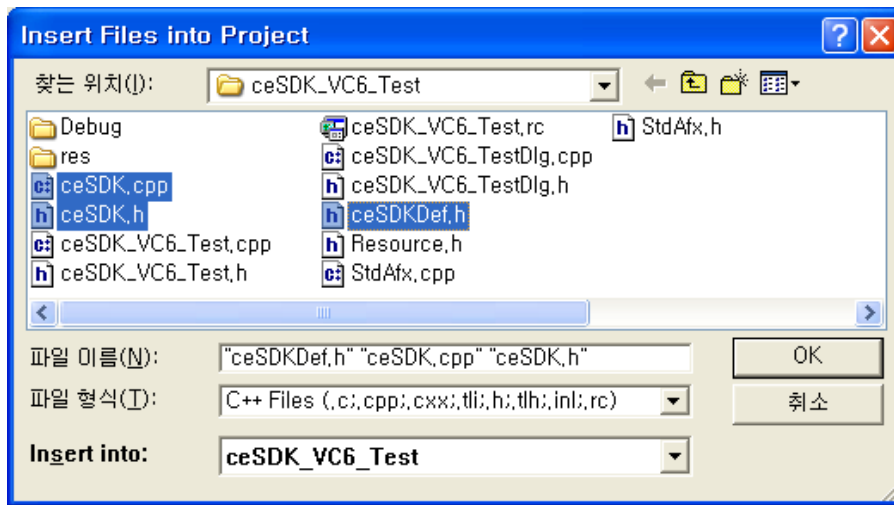 Insert Files into Project
찾는 위치(I): ceSDK_VC6_Test
Debug
res
ceSDK.cpp
ceSDK.h
ceSDK_VC6_Test.cpp
ceSDK_VC6_Test.h
ceSDK_VC6_Test.rc
ceSDK_VC6_TestDlg.cpp
ceSDK_VC6_TestDlg.h
ceSDKDef.h
Resource.h
StdAfx.cpp
StdAfx.h
파일 이름(N): "ceSDKDef.h" "ceSDK.cpp" "ceSDK.h" OK
파일 형식(T): C++ Files (.c;.cpp;.cxx;.tli;.h;.tlh;.inl;.rc) 취소
Insert into: ceSDK_VC6_Test